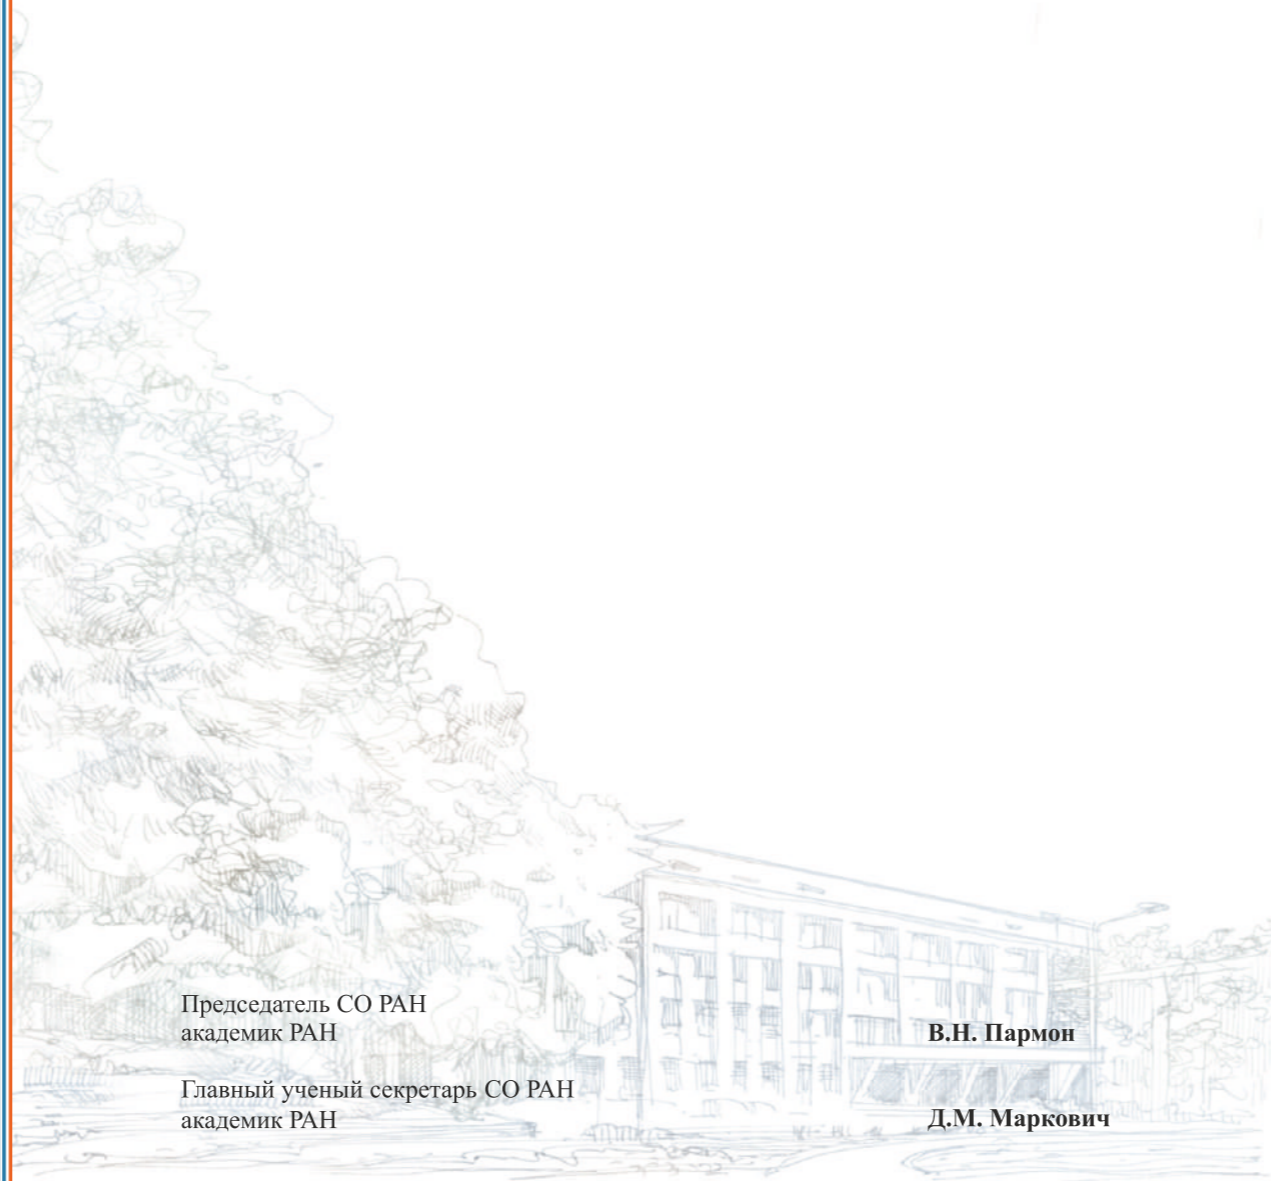 Председатель СО РАН
академик РАН В.Н. Пармон
Главный ученый секретарь СО РАН
академик РАН Д.М. Маркович